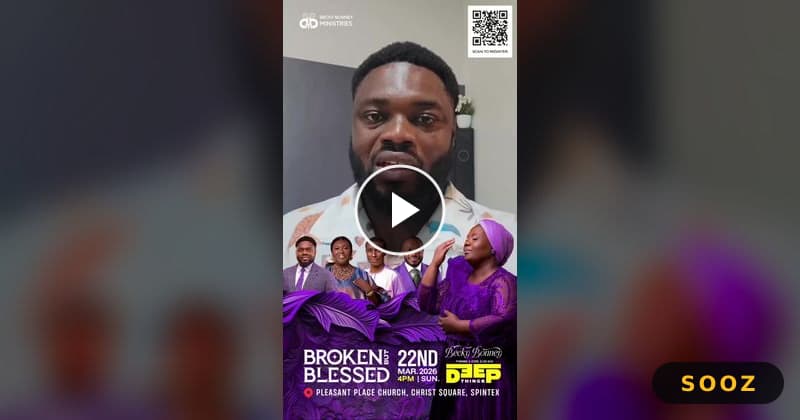 BECKY BONNEY
MINISTRIES
SCAN TO REGISTER
BROKEN BUT
BLESSED
22ND
MAR. 2026
4PM | SUN.
Becky Bonney
DEEP
THINGS
PLEASANT PLACE CHURCH, CHRIST SQUARE, SPINTEX
SOOZ